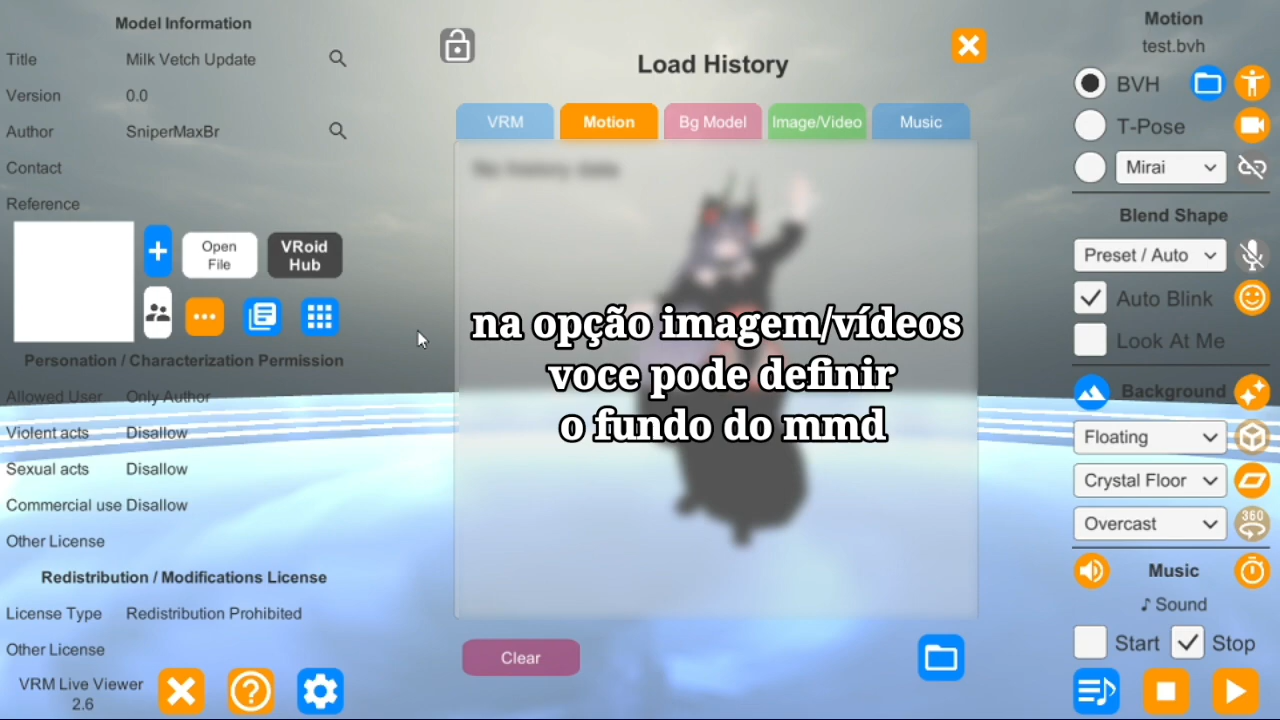 Model Information
Title Milk Vetch Update
Version 0.0
Author SniperMaxBr
Contact
Reference
Open
File
VRoid
Hub
Personation / Characterization Permission
Allowed User Only Author
Violent acts Disallow
Sexual acts Disallow
Commercial use Disallow
Other License
Redistribution / Modifications License
License Type Redistribution Prohibited
Other License
VRM Live Viewer
2.6
Load History
VRM Motion Bg Model Image/Video Music
No history data
na opção imagem/vídeos
voce pode definir
o fundo do mmd
Clear
Motion
test.bvh
BVH
T-Pose
Mirai
Blend Shape
Preset / Auto
Auto Blink
Look At Me
Background
Floating
Crystal Floor
Overcast
360
Music
♪ Sound
Start Stop